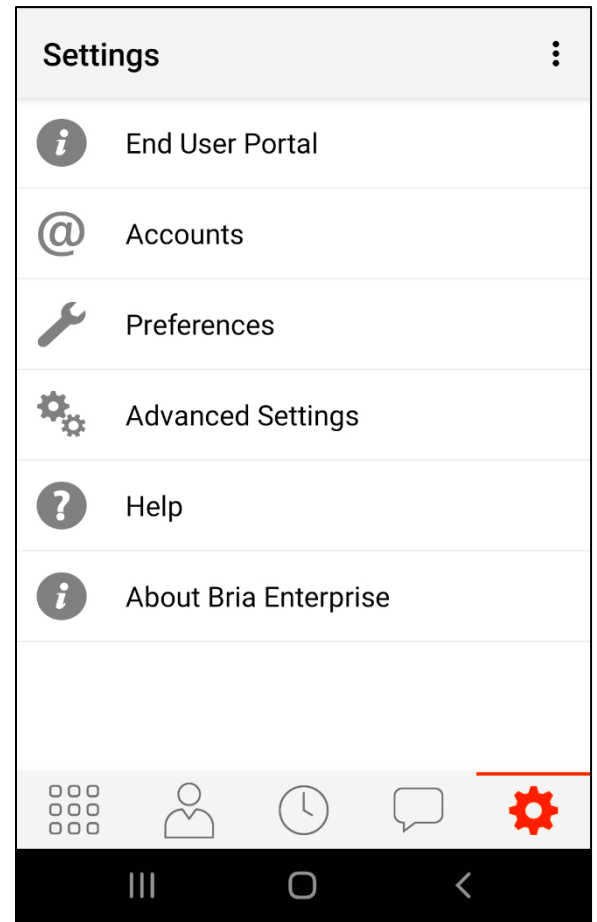 Settings
End User Portal
Accounts
Preferences
Advanced Settings
Help
About Bria Enterprise